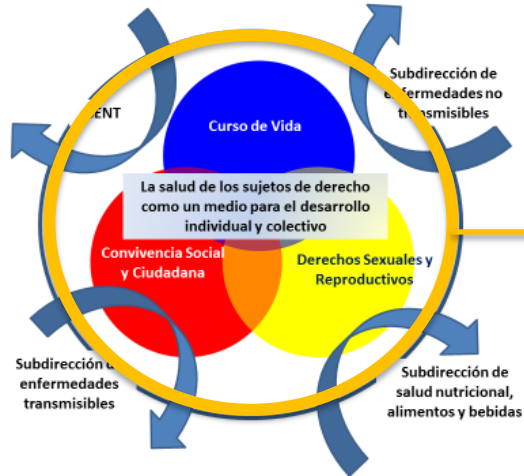 Subdirección de
enfermedades no
transmisibles
Curso de Vida
La salud de los sujetos de derecho
como un medio para el desarrollo
individual y colectivo
Convivencia Social
y Ciudadana
Derechos Sexuales y
Reproductivos
Subdirección
enfermedades
transmisibles
Subdirección de
salud nutricional,
alimentos y bebidas